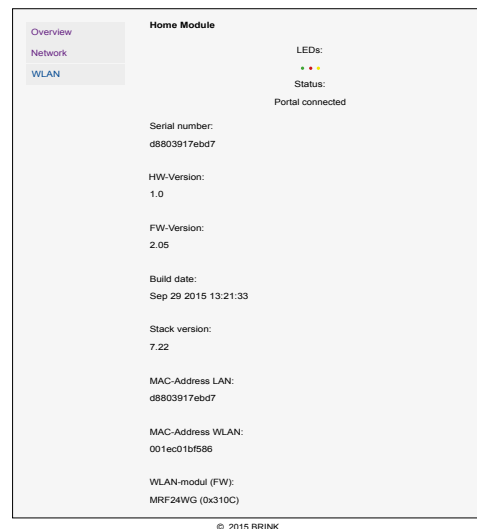 Overview
Network
WLAN
Home Module
LEDs:
Status:
Portal connected
Serial number:
d8803917ebd7
HW-Version:
1.0
FW-Version:
2.05
Build date:
Sep 29 2015 13:21:33
Stack version:
7.22
MAC-Address LAN:
d8803917ebd7
MAC-Address WLAN:
001ec01bf586
WLAN-modul (FW):
MRF24WG (0x310C)
© 2015 BRINK